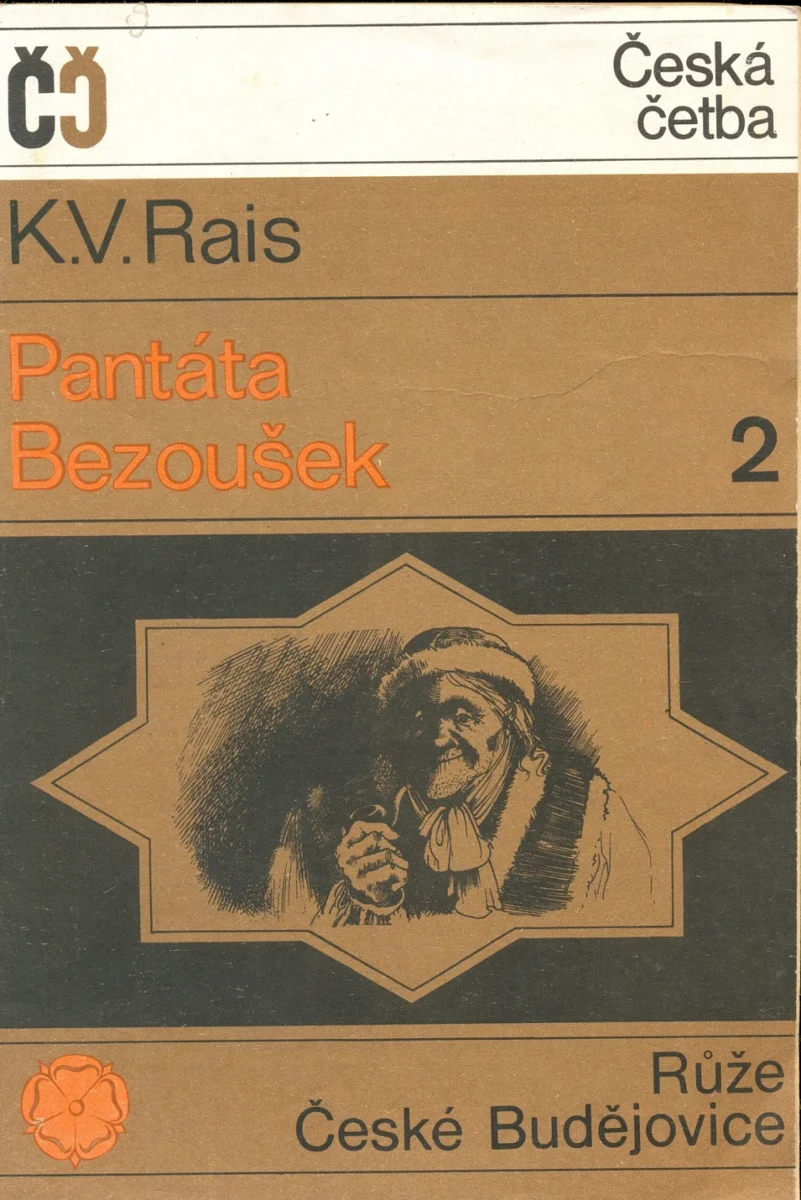 ČČ
Česká
četba
K.V. Rais
Pantáta
Bezoušek
2
Růže
České Budějovice